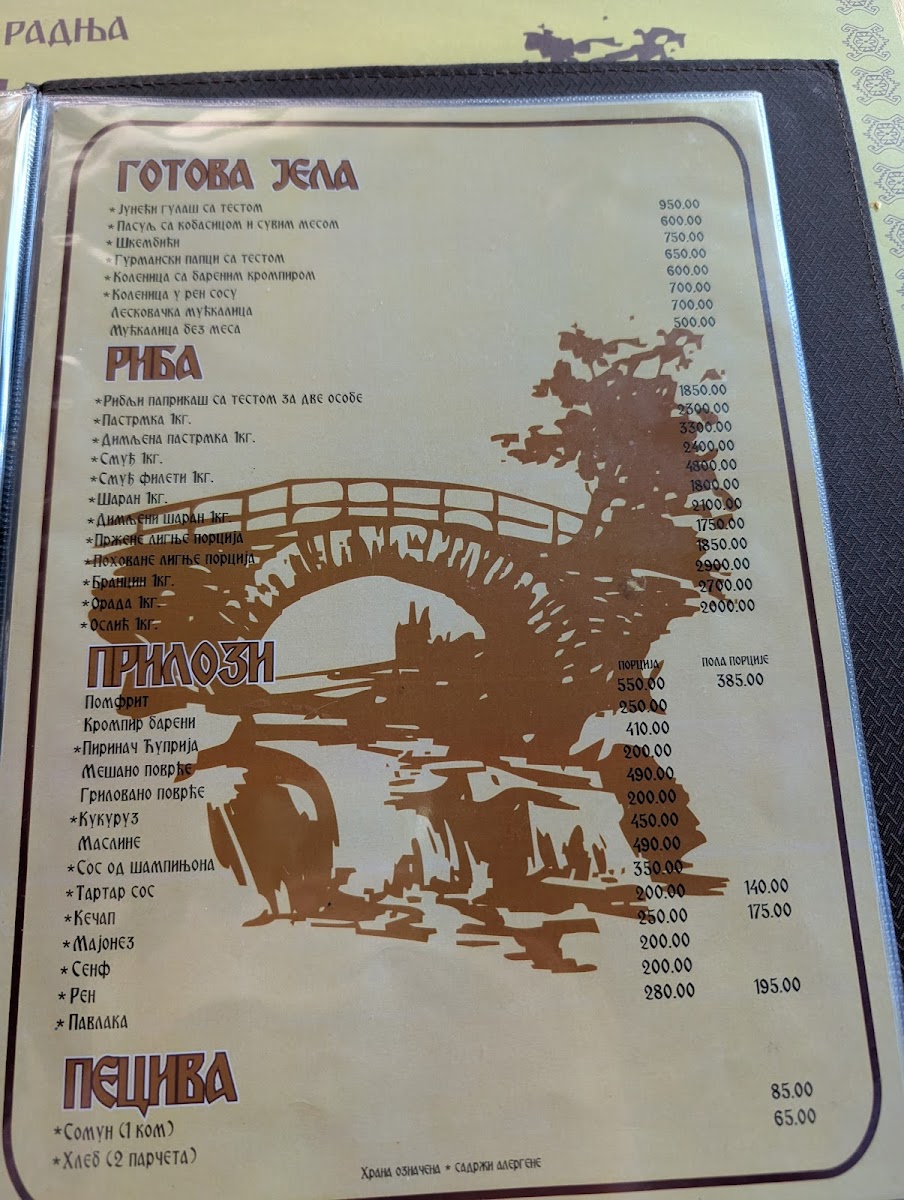 РАДЊА
ГОТОВА ЈЕЛА
*Јунећи гулаш са тестом 950.00
*Пасуљ са кобасицом и сувим месом 600.00
*Шкембићи 750.00
*Гурмански папци са тестом 650.00
*Коленица са бареним кромпиром 600.00
*Коленица у рен сосу 700.00
Лесковачка мућкалица 700.00
Мућкалица без меса 500.00
РИБА
*Рибљи паприкаш са тестом за две особе 1850.00
*Пастрмка 1кг. 2300.00
*Димљена пастрмка 1кг. 3300.00
*Смуђ 1кг. 2400.00
*Смуђ филети 1кг. 4800.00
*Шаран 1кг. 1800.00
*Димљени шаран 1кг. 2100.00
*Пржене лигње порција 1750.00
*Поховане лигње порција 1850.00
*Бранцин 1кг. 2900.00
*Орада 1кг. 2700.00
*Ослић 1кг. 2000.00
ПРИЛОЗИ
порција пола порције
Помфрит 550.00 385.00
Кромпир барени 250.00
*Пиринач Ћуприја 410.00
Мешано поврће 200.00
Гриловано поврће 490.00
*Кукуруз 200.00
Маслине 450.00
*Сос од шампињона 490.00
*Тартар сос 350.00
*Кечап 200.00 140.00
*Мајонез 250.00 175.00
*Сенф 200.00
*Рен 200.00
*Павлака 280.00 195.00
ПЕЦИВА
*Сомун (1 ком) 85.00
*Хлеб (2 парчета) 65.00
Храна означена * садржи алергене